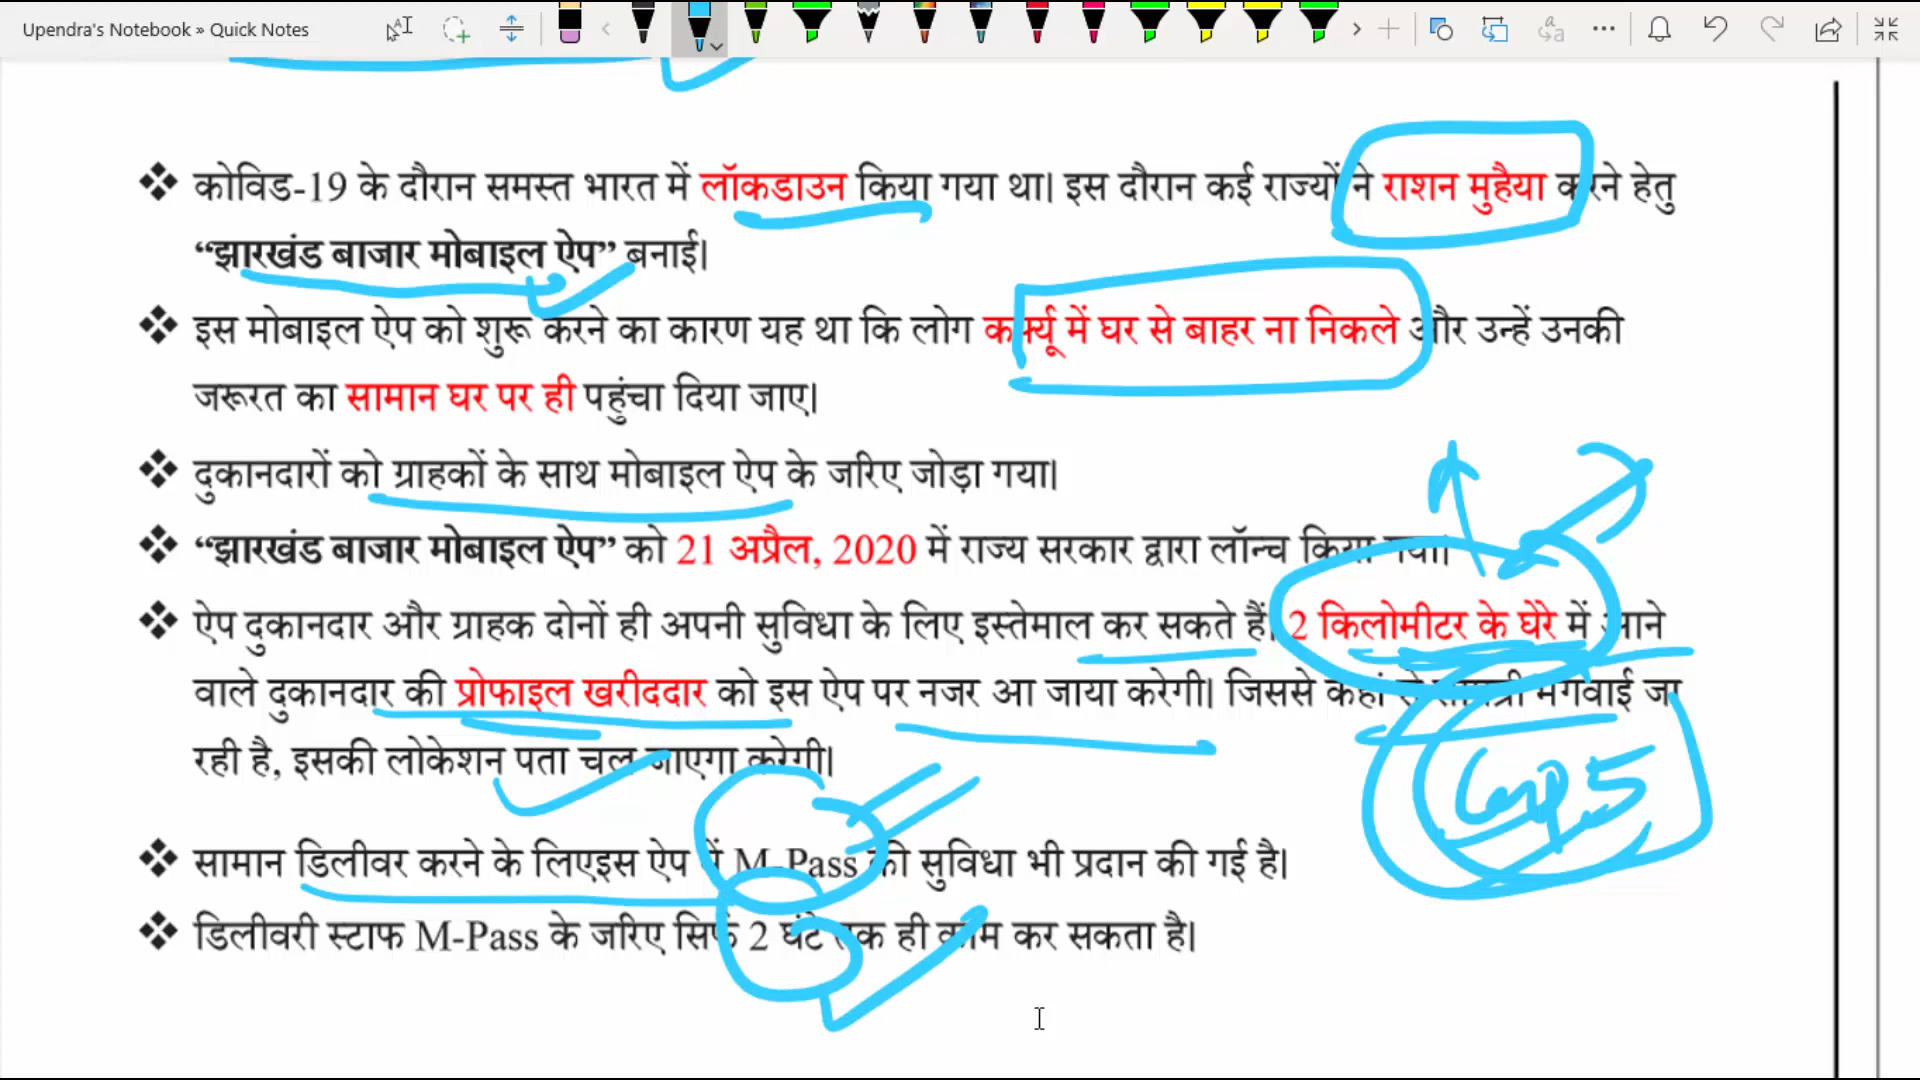 Upendra's Notebook » Quick Notes
❖ कोविड-19 के दौरान समस्त भारत में लॉकडाउन किया गया था। इस दौरान कई राज्यों ने राशन मुहैया करने हेतु
“झारखंड बाजार मोबाइल ऐप” बनाई।
❖ इस मोबाइल ऐप को शुरू करने का कारण यह था कि लोग कर्फ्यू में घर से बाहर ना निकले और उन्हें उनकी
जरूरत का सामान घर पर ही पहुंचा दिया जाए।
❖ दुकानदारों को ग्राहकों के साथ मोबाइल ऐप के जरिए जोड़ा गया।
❖ “झारखंड बाजार मोबाइल ऐप” को 21 अप्रैल, 2020 में राज्य सरकार द्वारा लॉन्च किया गया।
❖ ऐप दुकानदार और ग्राहक दोनों ही अपनी सुविधा के लिए इस्तेमाल कर सकते हैं। 2 किलोमीटर के घेरे में आने
वाले दुकानदार की प्रोफाइल खरीददार को इस ऐप पर नजर आ जाया करेगी। जिससे कहां से सामग्री मंगवाई जा
रही है, इसकी लोकेशन पता चल जाएगा करेगी।
❖ सामान डिलीवर करने के लिएइस ऐप में M-Pass की सुविधा भी प्रदान की गई है।
❖ डिलीवरी स्टाफ M-Pass के जरिए सिर्फ 2 घंटे तक ही काम कर सकता है।